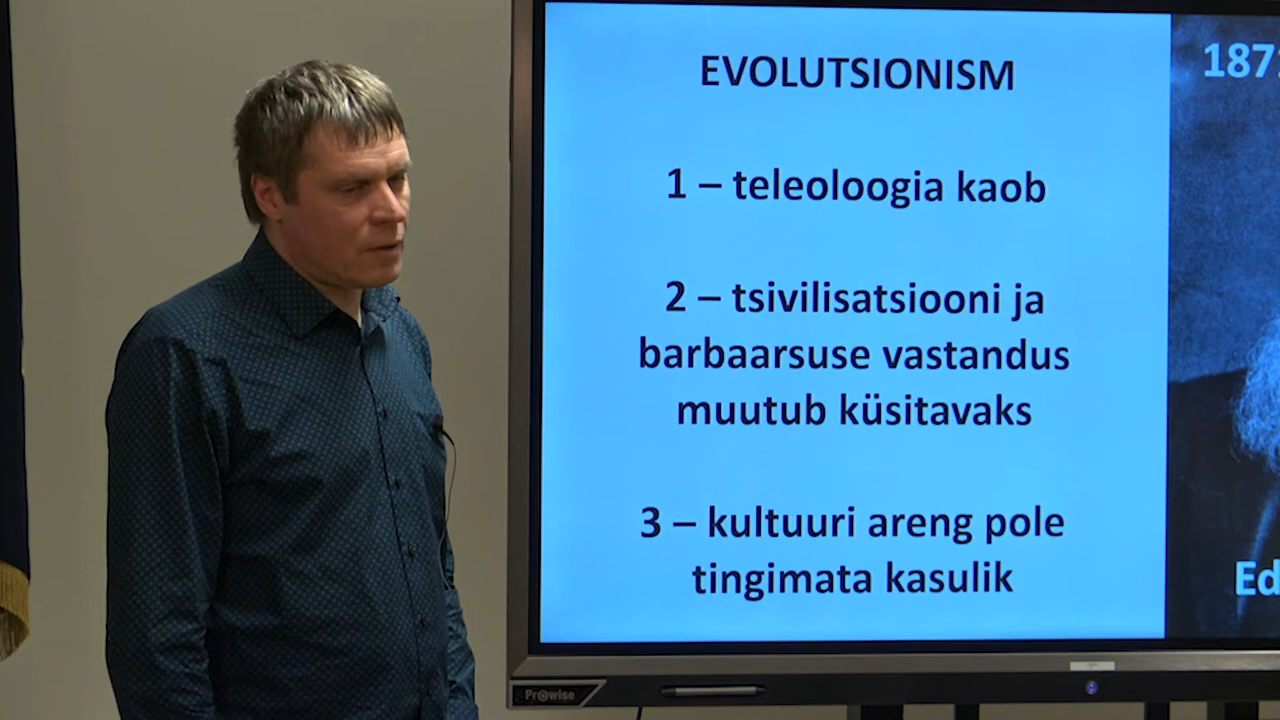 EVOLUTSIONISM
1 – teleoloogia kaob
2 – tsivilisatsiooni ja
barbaarsuse vastandus
muutub küsitavaks
3 – kultuuri areng pole
tingimata kasulik
187
Ed
Prowise